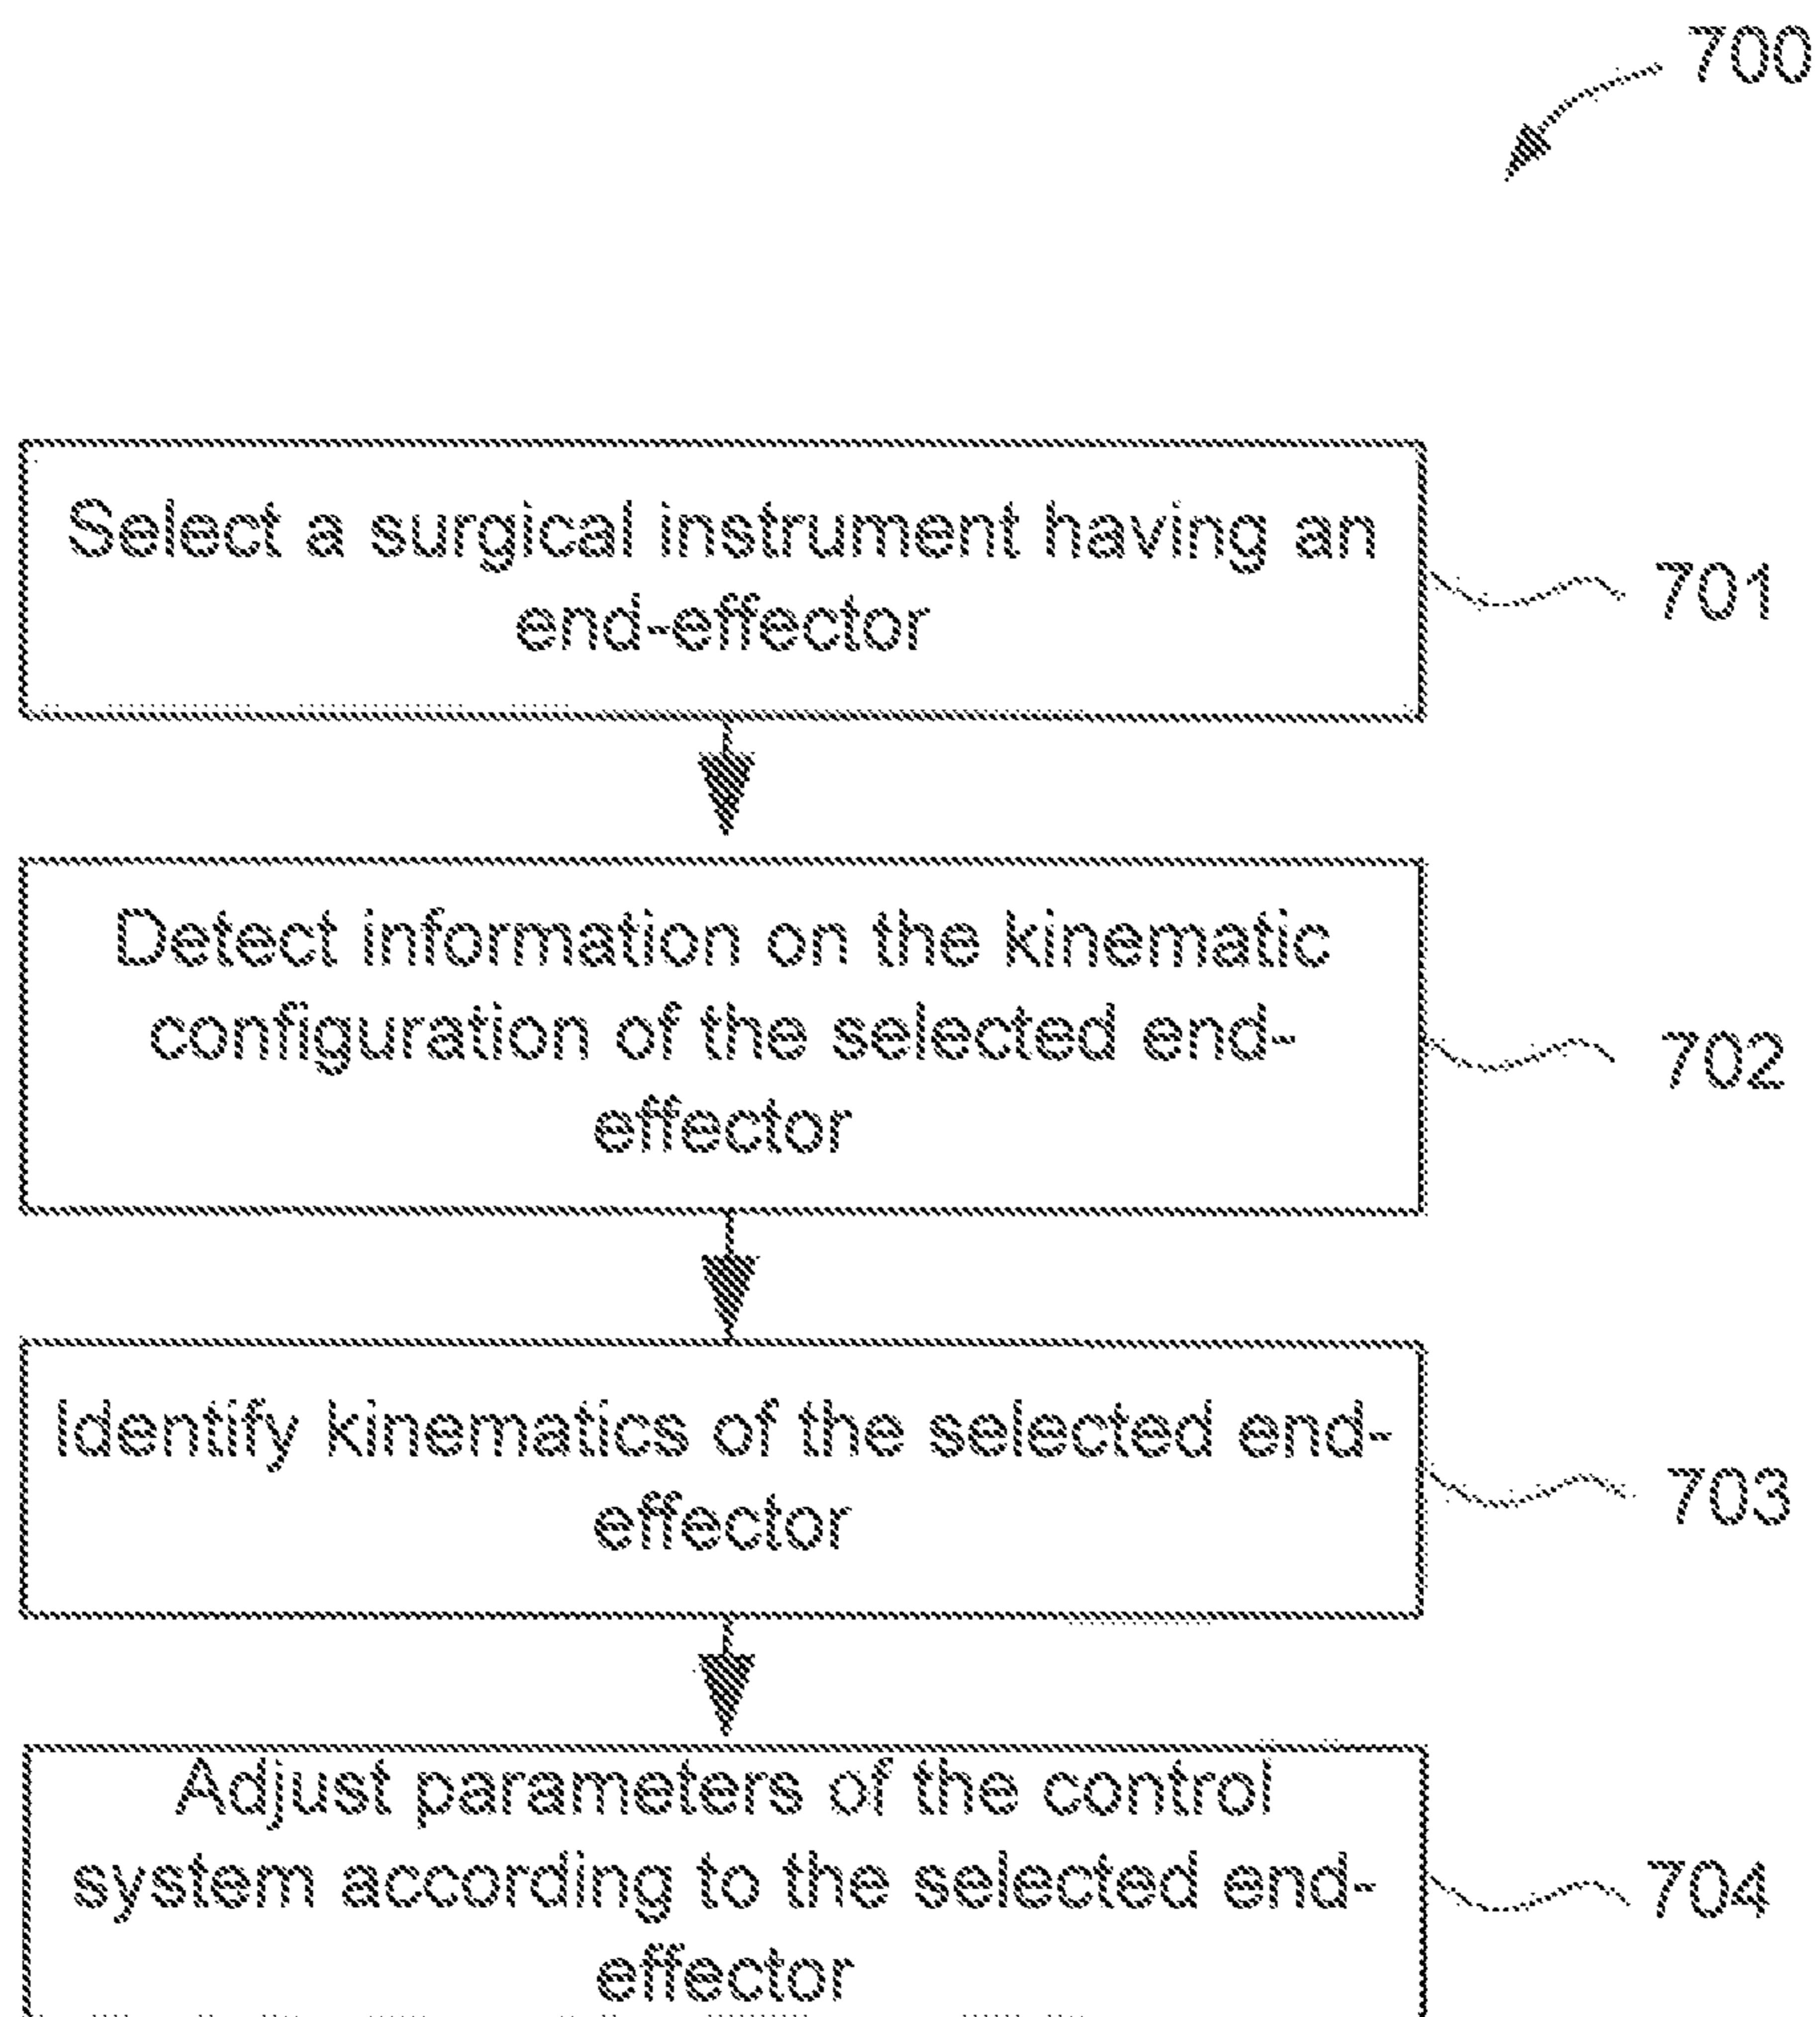 700
Select a surgical instrument having an
end-effector
701
Detect information on the kinematic
configuration of the selected end-
effector
702
Identify kinematics of the selected end-
effector
703
Adjust parameters of the control
system according to the selected end-
effector
704